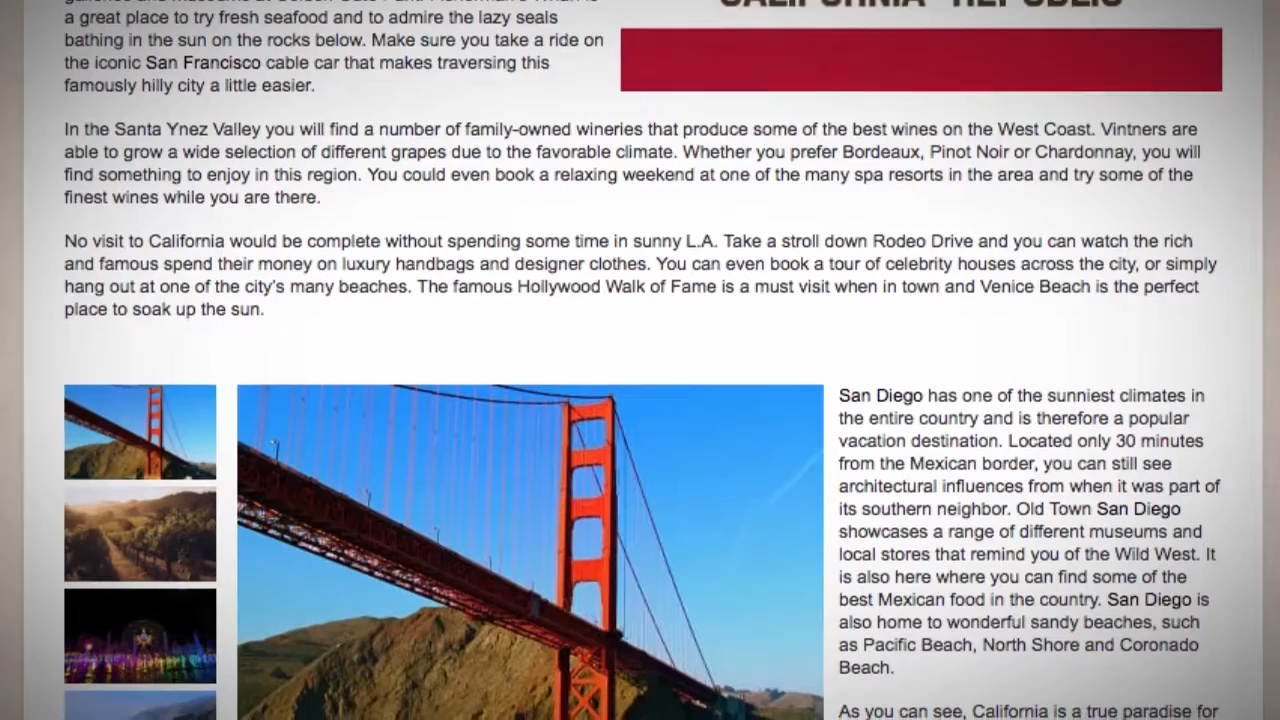 a great place to try fresh seafood and to admire the lazy seals
bathing in the sun on the rocks below. Make sure you take a ride on
the iconic San Francisco cable car that makes traversing this
famously hilly city a little easier.
CALIFORNIA REPUBLIC
In the Santa Ynez Valley you will find a number of family-owned wineries that produce some of the best wines on the West Coast. Vintners are
able to grow a wide selection of different grapes due to the favorable climate. Whether you prefer Bordeaux, Pinot Noir or Chardonnay, you will
find something to enjoy in this region. You could even book a relaxing weekend at one of the many spa resorts in the area and try some of the
finest wines while you are there.
No visit to California would be complete without spending some time in sunny L.A. Take a stroll down Rodeo Drive and you can watch the rich
and famous spend their money on luxury handbags and designer clothes. You can even book a tour of celebrity houses across the city, or simply
hang out at one of the city's many beaches. The famous Hollywood Walk of Fame is a must visit when in town and Venice Beach is the perfect
place to soak up the sun.
San Diego has one of the sunniest climates in
the entire country and is therefore a popular
vacation destination. Located only 30 minutes
from the Mexican border, you can still see
architectural influences from when it was part of
its southern neighbor. Old Town San Diego
showcases a range of different museums and
local stores that remind you of the Wild West. It
is also here where you can find some of the
best Mexican food in the country. San Diego is
also home to wonderful sandy beaches, such
as Pacific Beach, North Shore and Coronado
Beach.
As you can see, California is a true paradise for